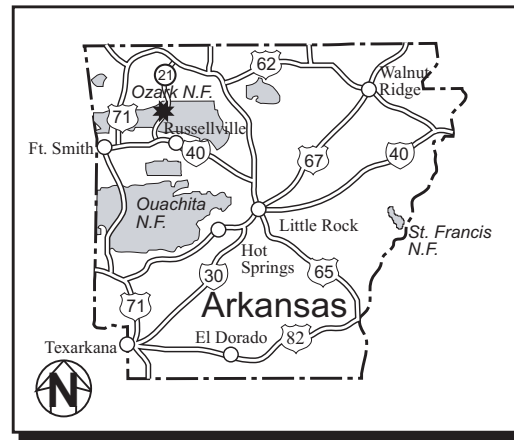 21
62
Ozark N.F.
Walnut
Ridge
71
Russellville
Ft. Smith
40
67
40
Ouachita
N.F.
Little Rock
St. Francis
N.F.
Hot
Springs
30
65
Arkansas
71
El Dorado
82
Texarkana
N